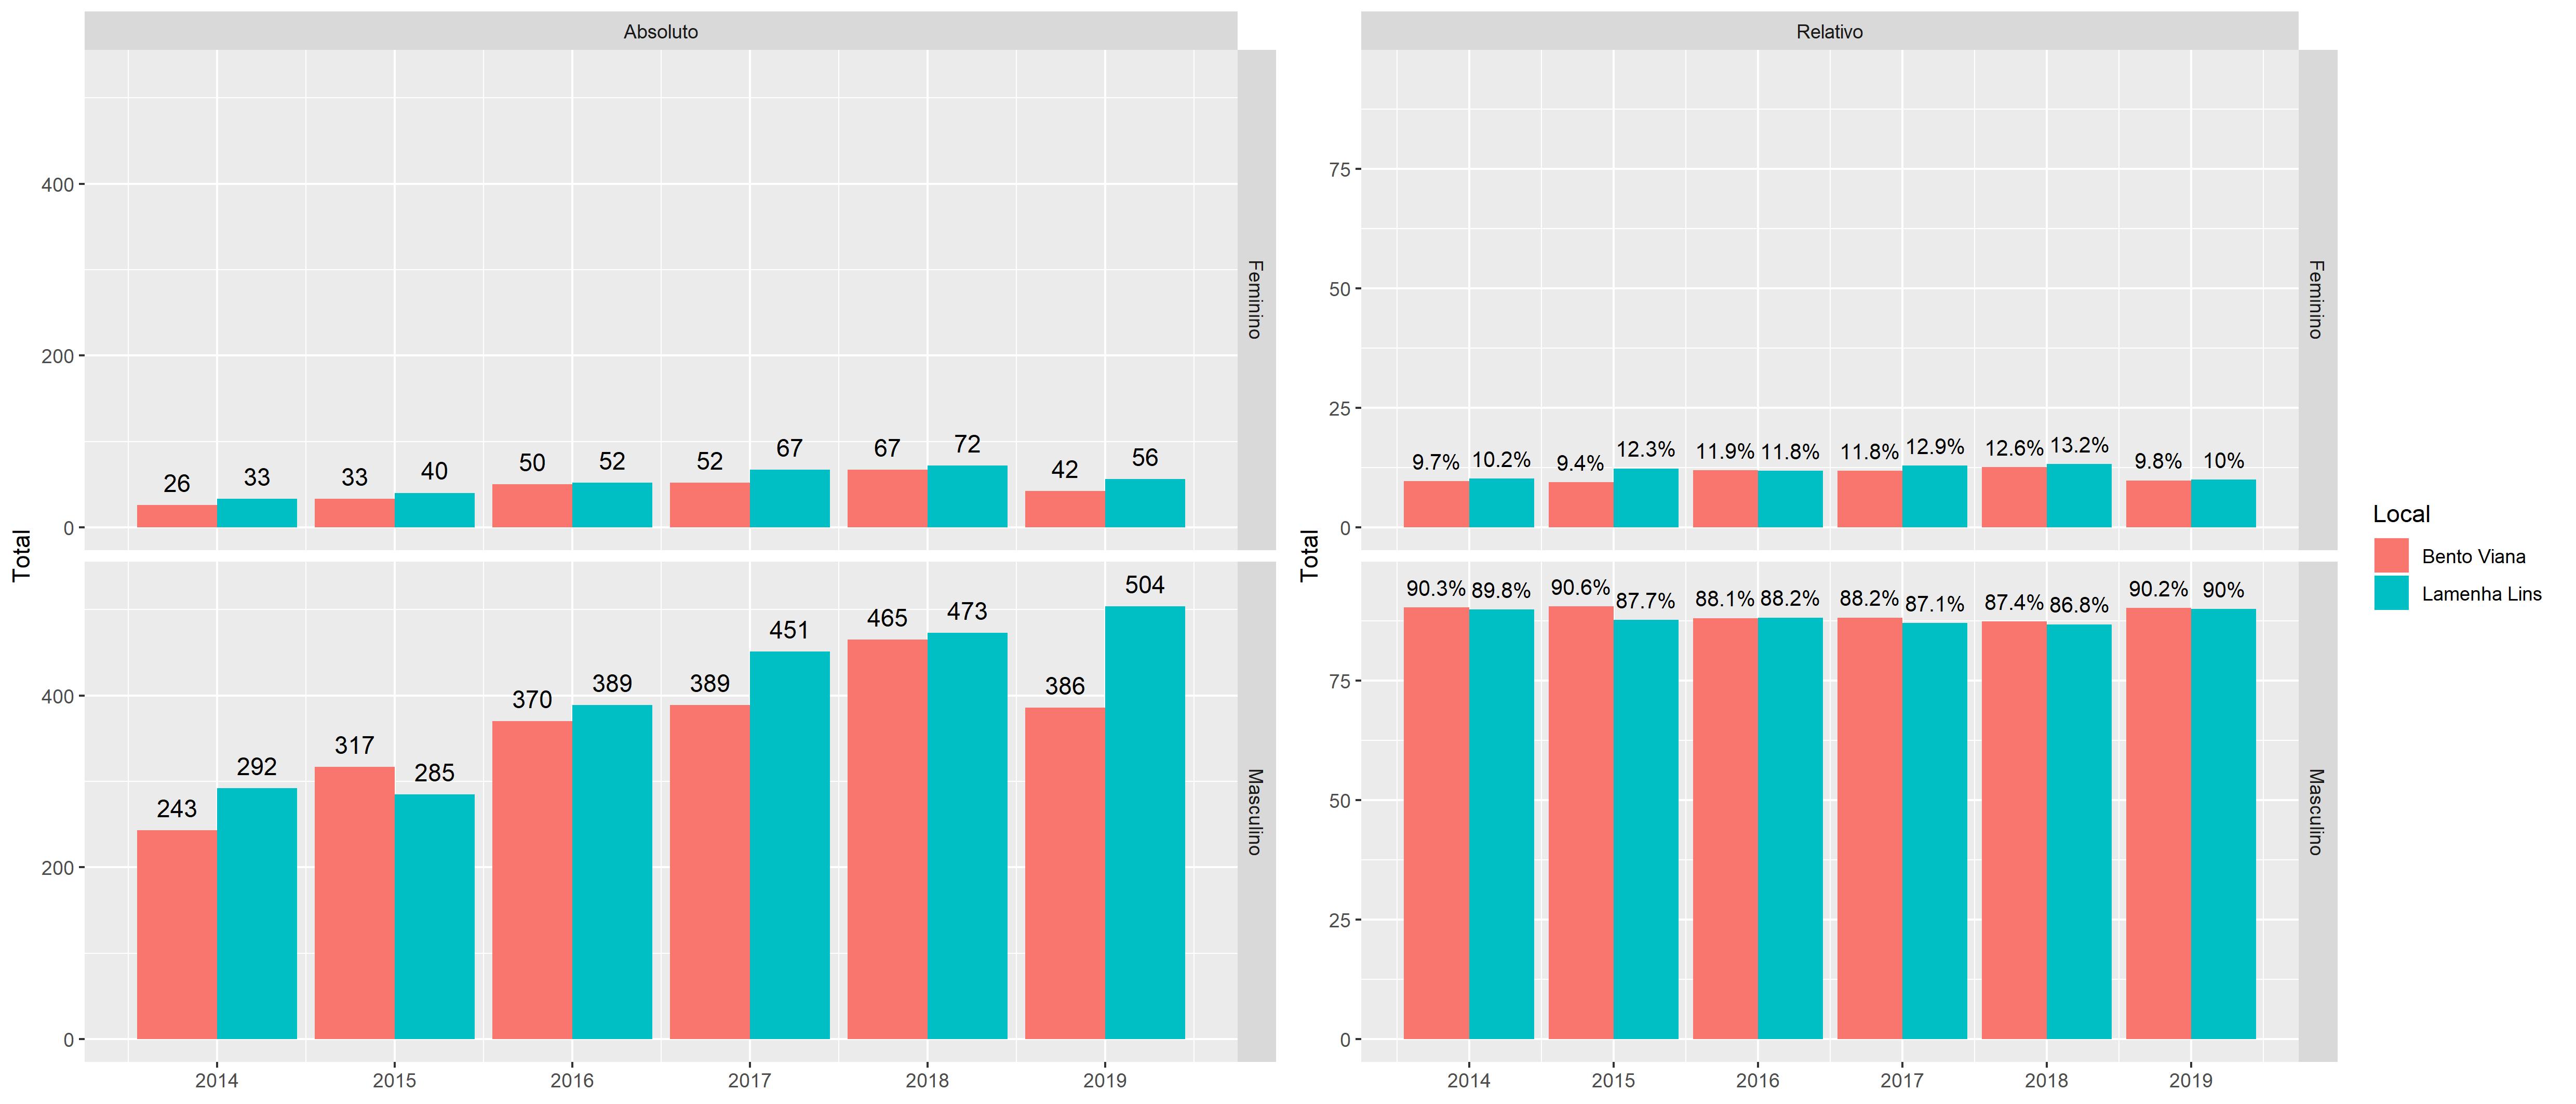 Absoluto
Total
400
200
0
26 33 33 40 50 52 52 67 67 72 42 56
Feminino
400
200
0
243 292 317 285 370 389 389 451 465 473 386 504
Masculino
2014 2015 2016 2017 2018 2019
Relativo
Total
75
50
25
0
9.7% 10.2% 9.4% 12.3% 11.9% 11.8% 11.8% 12.9% 12.6% 13.2% 9.8% 10%
Feminino
75
50
25
0
90.3% 89.8% 90.6% 87.7% 88.1% 88.2% 88.2% 87.1% 87.4% 86.8% 90.2% 90%
Masculino
2014 2015 2016 2017 2018 2019
Local
Bento Viana
Lamenha Lins